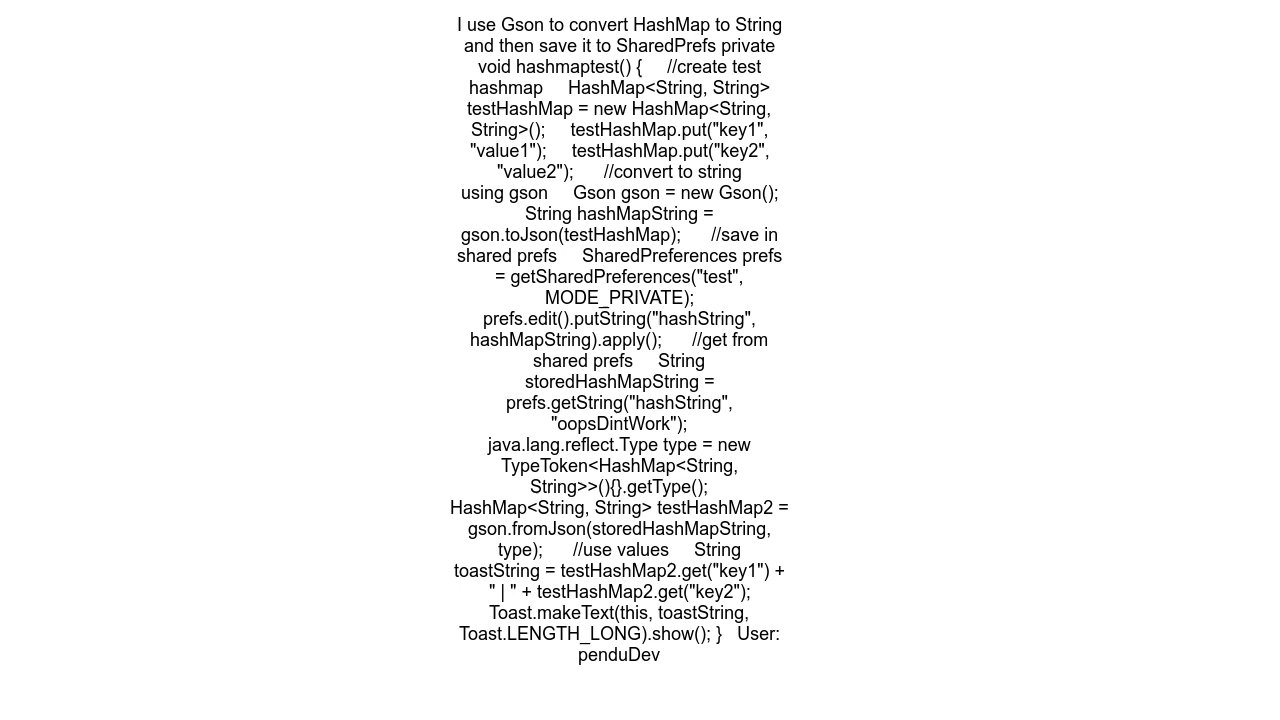 I use Gson to convert HashMap to String
and then save it to SharedPrefs private
void hashmaptest() {     //create test
hashmap     HashMap<String, String>
testHashMap = new HashMap<String,
String>();     testHashMap.put("key1",
"value1");     testHashMap.put("key2",
"value2");      //convert to string
using gson     Gson gson = new Gson();
String hashMapString =
gson.toJson(testHashMap);      //save in
shared prefs     SharedPreferences prefs
= getSharedPreferences("test",
MODE_PRIVATE);
prefs.edit().putString("hashString",
hashMapString).apply();      //get from
shared prefs     String
storedHashMapString =
prefs.getString("hashString",
"oopsDintWork");
java.lang.reflect.Type type = new
TypeToken<HashMap<String,
String>>(){}.getType();
HashMap<String, String> testHashMap2 =
gson.fromJson(storedHashMapString,
type);      //use values     String
toastString = testHashMap2.get("key1") +
" | " + testHashMap2.get("key2");
Toast.makeText(this, toastString,
Toast.LENGTH_LONG).show(); }   User:
penduDev